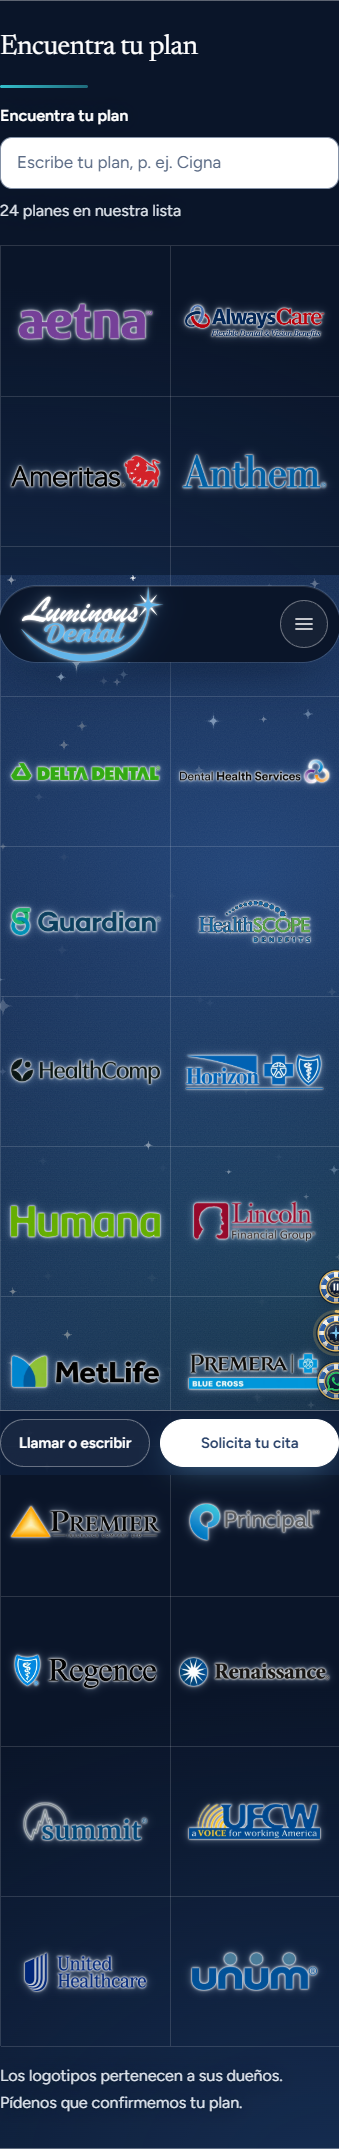 Encuentra tu plan
Encuentra tu plan
Escribe tu plan, p. ej. Cigna
24 planes en nuestra lista
aetna
AlwaysCare
Flexible Dental & Vision Benefits
Ameritas
Anthem
Luminous
Dental
DELTA DENTAL
Dental Health Services
Guardian
HealthSCOPE
BENEFITS
HealthComp
Horizon
Humana
Lincoln
Financial Group
MetLife
PREMERA
BLUE CROSS
Llamar o escribir
Solicita tu cita
PREMIER
Principal
Regence
Renaissance
summit
UFCW
a VOICE for working America
United
Healthcare
unum
Los logotipos pertenecen a sus dueños.
Pídenos que confirmemos tu plan.